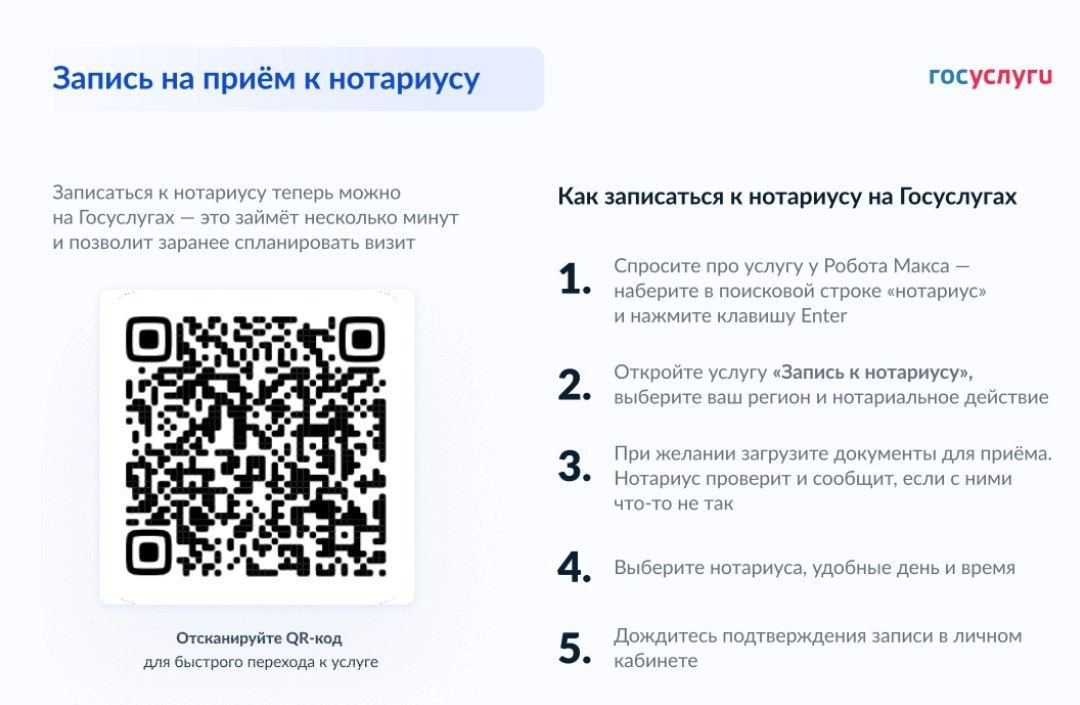 Запись на приём к нотариусу
госуслуги
Записаться к нотариусу теперь можно
на Госуслугах — это займёт несколько минут
и позволит заранее спланировать визит
Отсканируйте QR-код
для быстрого перехода к услуге
Как записаться к нотариусу на Госуслугах
1. Спросите про услугу у Робота Макса —
наберите в поисковой строке «нотариус»
и нажмите клавишу Enter
2. Откройте услугу «Запись к нотариусу»,
выберите ваш регион и нотариальное действие
3. При желании загрузите документы для приёма.
Нотариус проверит и сообщит, если с ними
что-то не так
4. Выберите нотариуса, удобные день и время
5. Дождитесь подтверждения записи в личном
кабинете